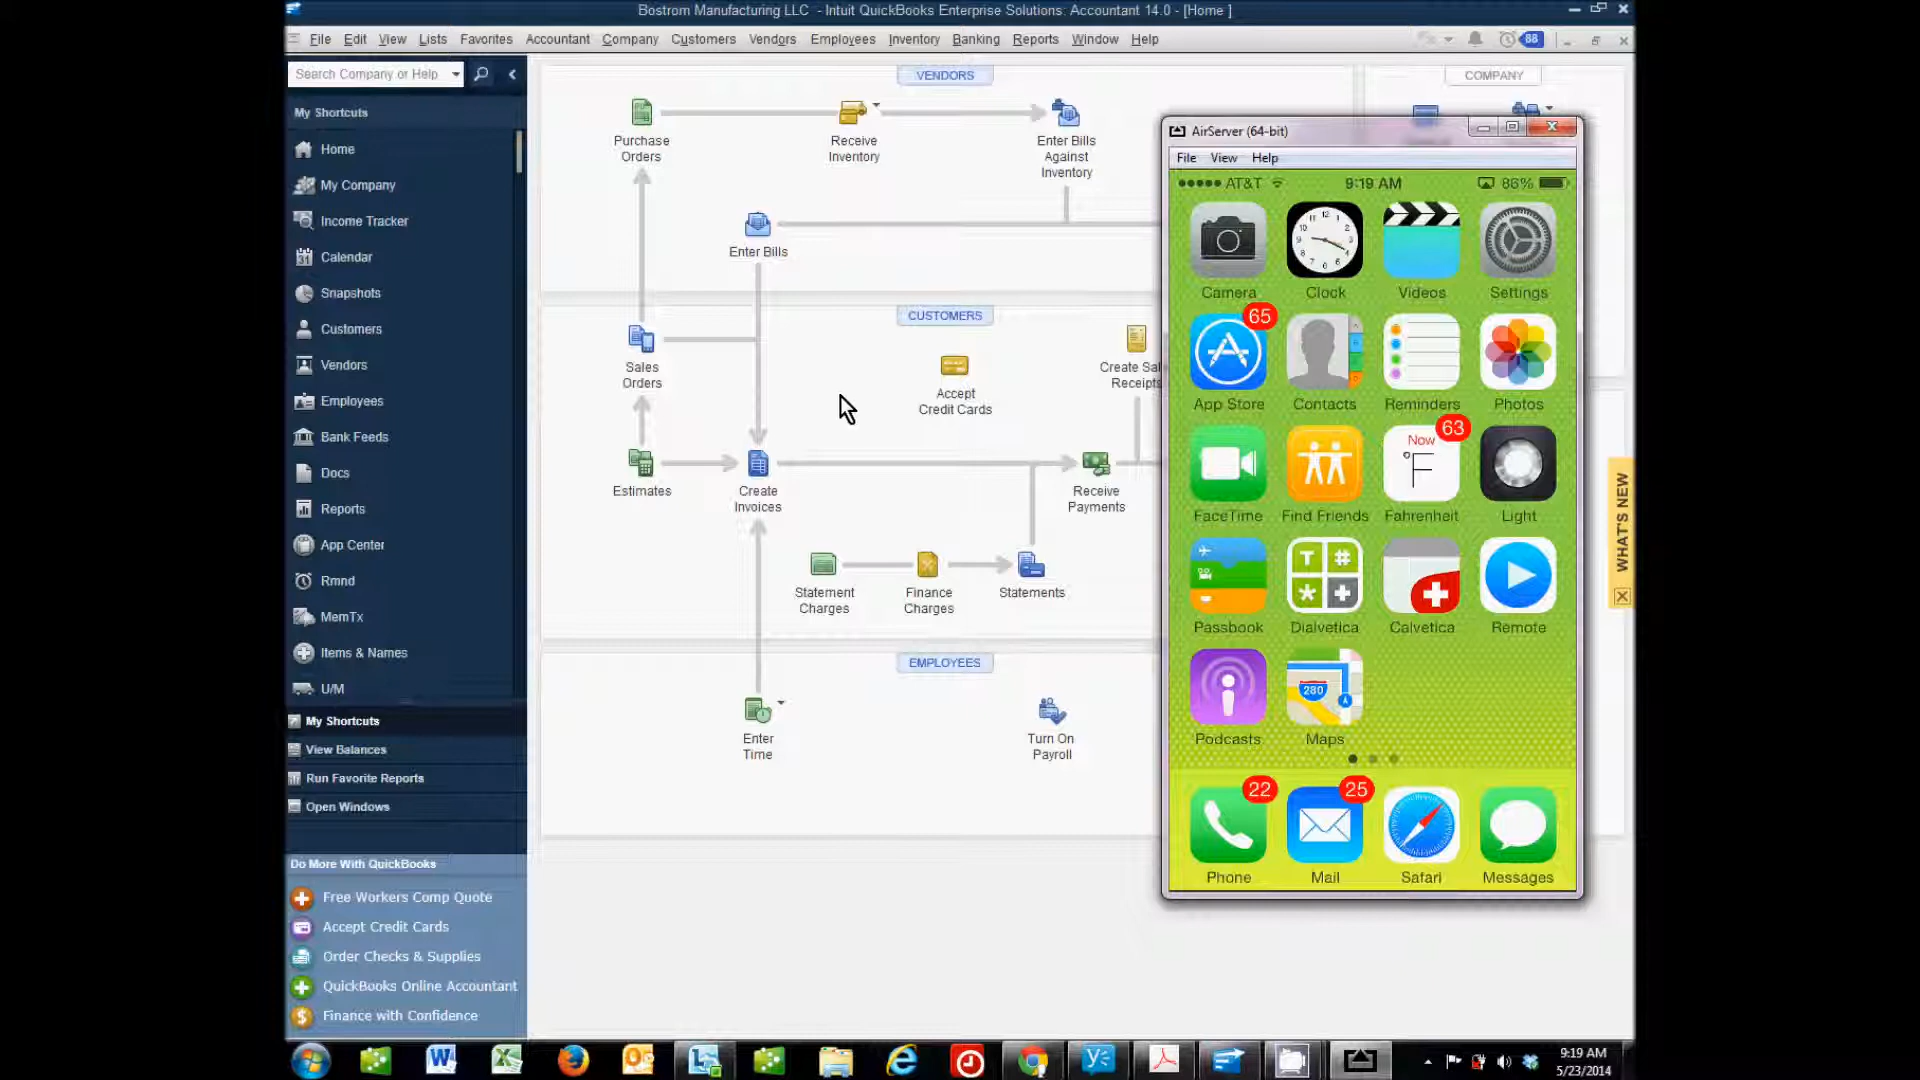 Bostrom Manufacturing LLC - Intuit QuickBooks Enterprise Solutions: Accountant 14.0 - [Home ]
File Edit View Lists Favorites Accountant Company Customers Vendors Employees Inventory Banking Reports Window Help
88
Search Company or Help
My Shortcuts
Home
My Company
Income Tracker
Calendar
Snapshots
Customers
Vendors
Employees
Bank Feeds
Docs
Reports
App Center
Rmnd
MemTx
Items & Names
U/M
My Shortcuts
View Balances
Run Favorite Reports
Open Windows
Do More With QuickBooks
Free Workers Comp Quote
Accept Credit Cards
Order Checks & Supplies
QuickBooks Online Accountant
Finance with Confidence
VENDORS
COMPANY
Purchase
Orders
Receive
Inventory
Enter Bills
Against
Inventory
Enter Bills
CUSTOMERS
Sales
Orders
Accept
Credit Cards
Create Sal
Receipts
Estimates
Create
Invoices
Receive
Payments
Statement
Charges
Finance
Charges
Statements
EMPLOYEES
Enter
Time
Turn On
Payroll
WHAT'S NEW
AirServer (64-bit)
File View Help
AT&T 9:19 AM 86%
12
Camera Clock Videos Settings
65
App Store Contacts Reminders Photos
63
Now
°F
FaceTime Find Friends Fahrenheit Light
T #
* +
Passbook Dialvetica Calvetica Remote
280
Podcasts Maps
22 25
Phone Mail Safari Messages
9:19 AM
5/23/2014